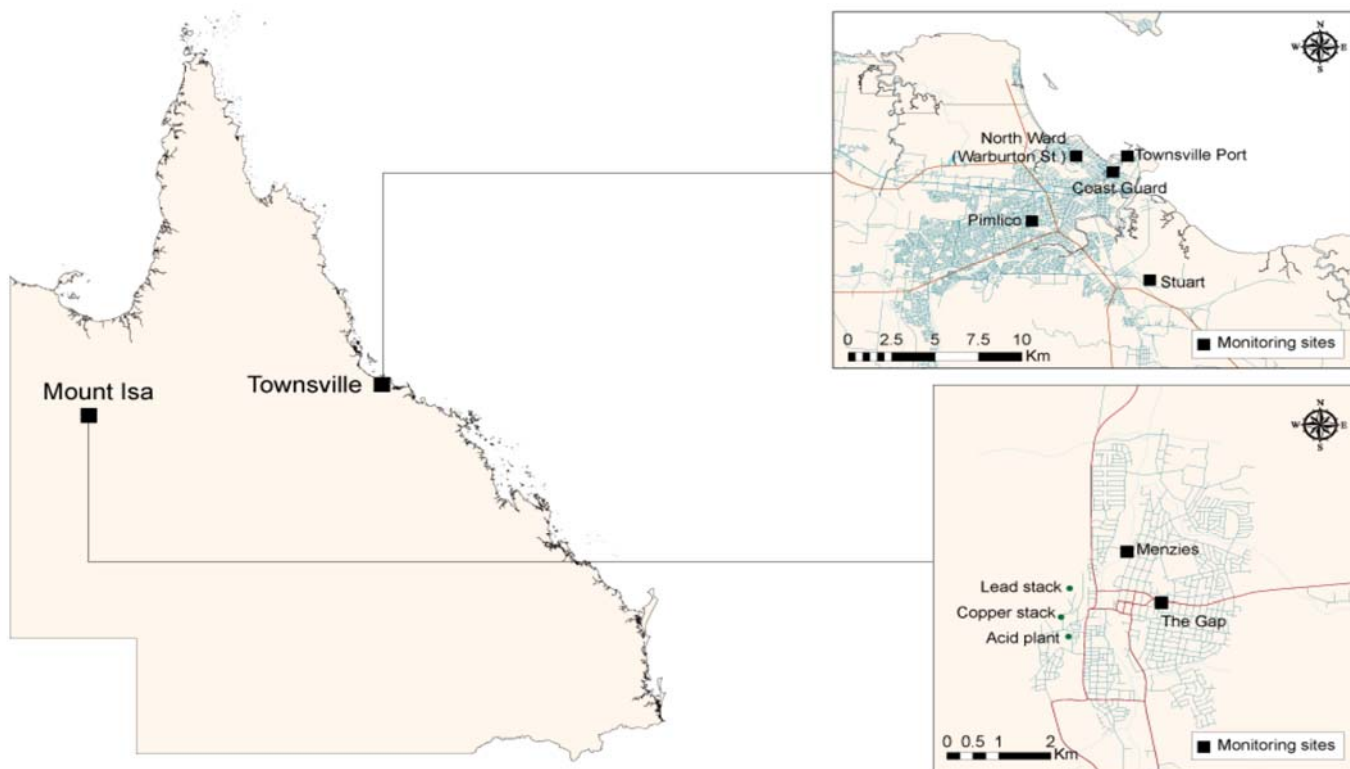 Mount Isa
Townsville
N
W
E
S
North Ward
(Warburton St.)
Townsville Port
Coast Guard
Pimlico
Stuart
0 2.5 5 7.5 10
Km
Monitoring sites
N
W
E
S
Menzies
Lead stack
Copper stack
The Gap
Acid plant
0 0.5 1 2
Km
Monitoring sites